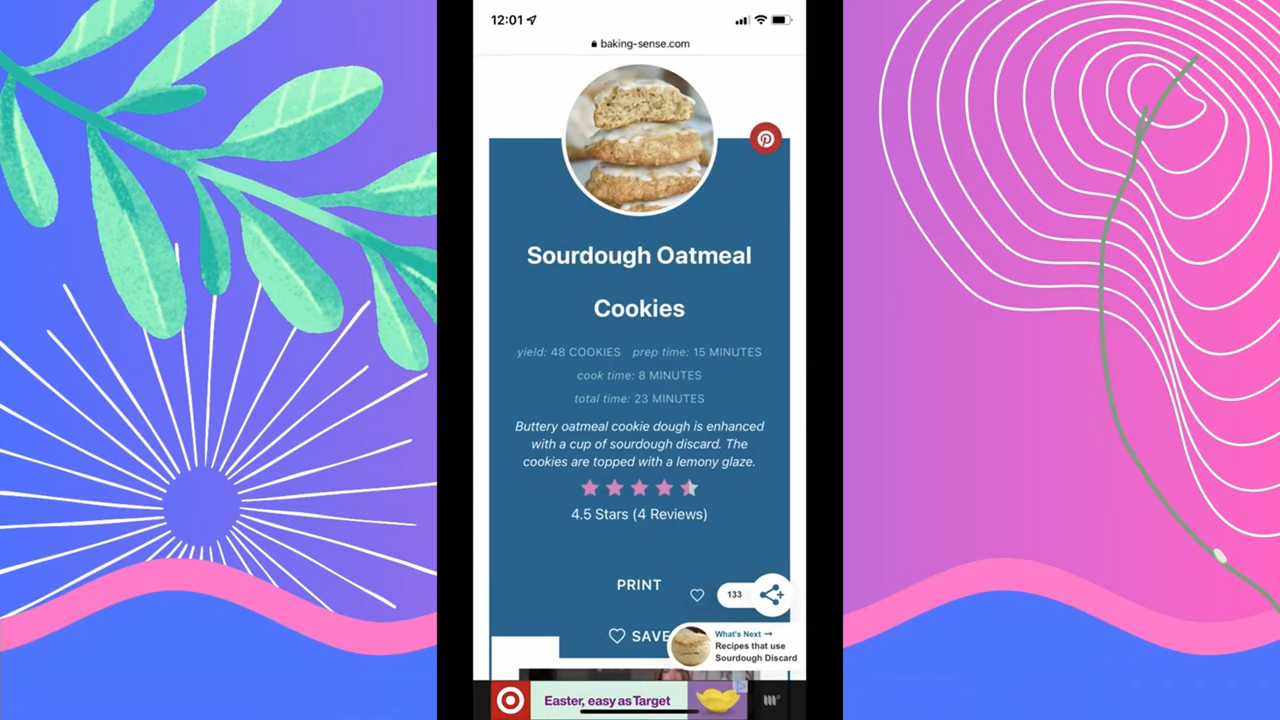 12:01
baking-sense.com
Sourdough Oatmeal
Cookies
yield: 48 COOKIES prep time: 15 MINUTES
cook time: 8 MINUTES
total time: 23 MINUTES
Buttery oatmeal cookie dough is enhanced
with a cup of sourdough discard. The
cookies are topped with a lemony glaze.
4.5 Stars (4 Reviews)
PRINT
133
SAVE
What's Next →
Recipes that use
Sourdough Discard
Easter, easy as Target